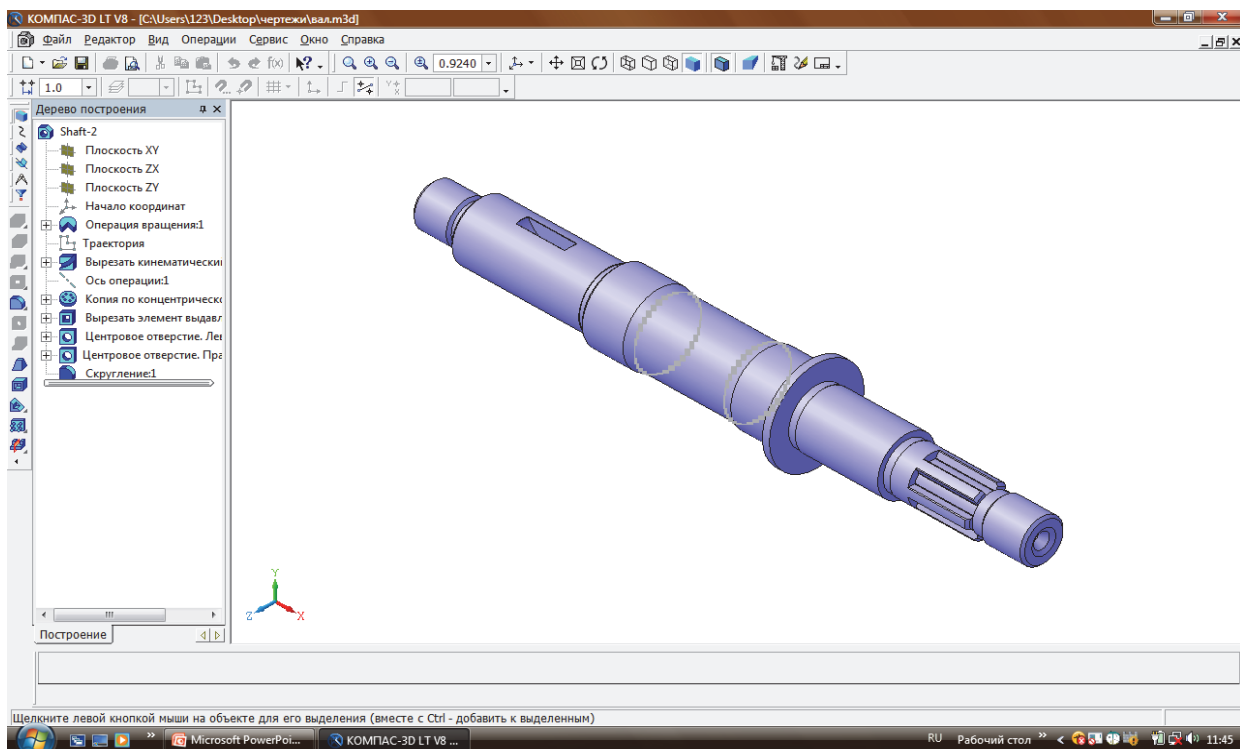 КОМПАС-3D LT V8 - [C:\Users\123\Desktop\чертежи\вал.m3d]
Файл Редактор Вид Операции Сервис Окно Справка
f(x) 0.9240
1.0
Дерево построения
Shaft-2
Плоскость XY
Плоскость ZX
Плоскость ZY
Начало координат
Операция вращения:1
Траектория
Вырезать кинематически
Ось операции:1
Копия по концентрическо
Вырезать элемент выдавл
Центровое отверстие. Ле
Центровое отверстие. Пра
Скругление:1
Y
Z X
Построение
Щелкните левой кнопкой мыши на объекте для его выделения (вместе с Ctrl - добавить к выделенным)
Microsoft PowerPoi... КОМПАС-3D LT V8 ... RU Рабочий стол 11:45